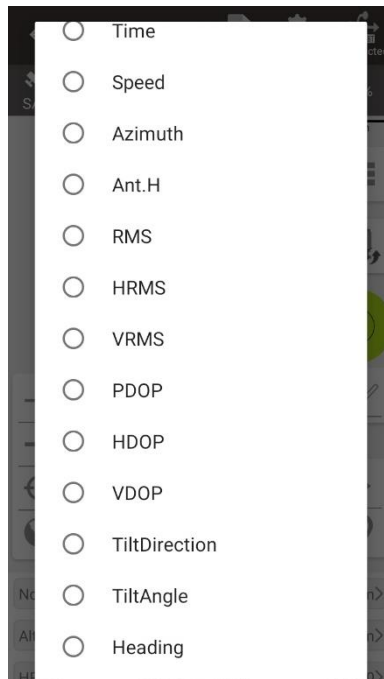 Time
Speed
Azimuth
Ant.H
RMS
HRMS
VRMS
PDOP
HDOP
VDOP
TiltDirection
TiltAngle
Heading